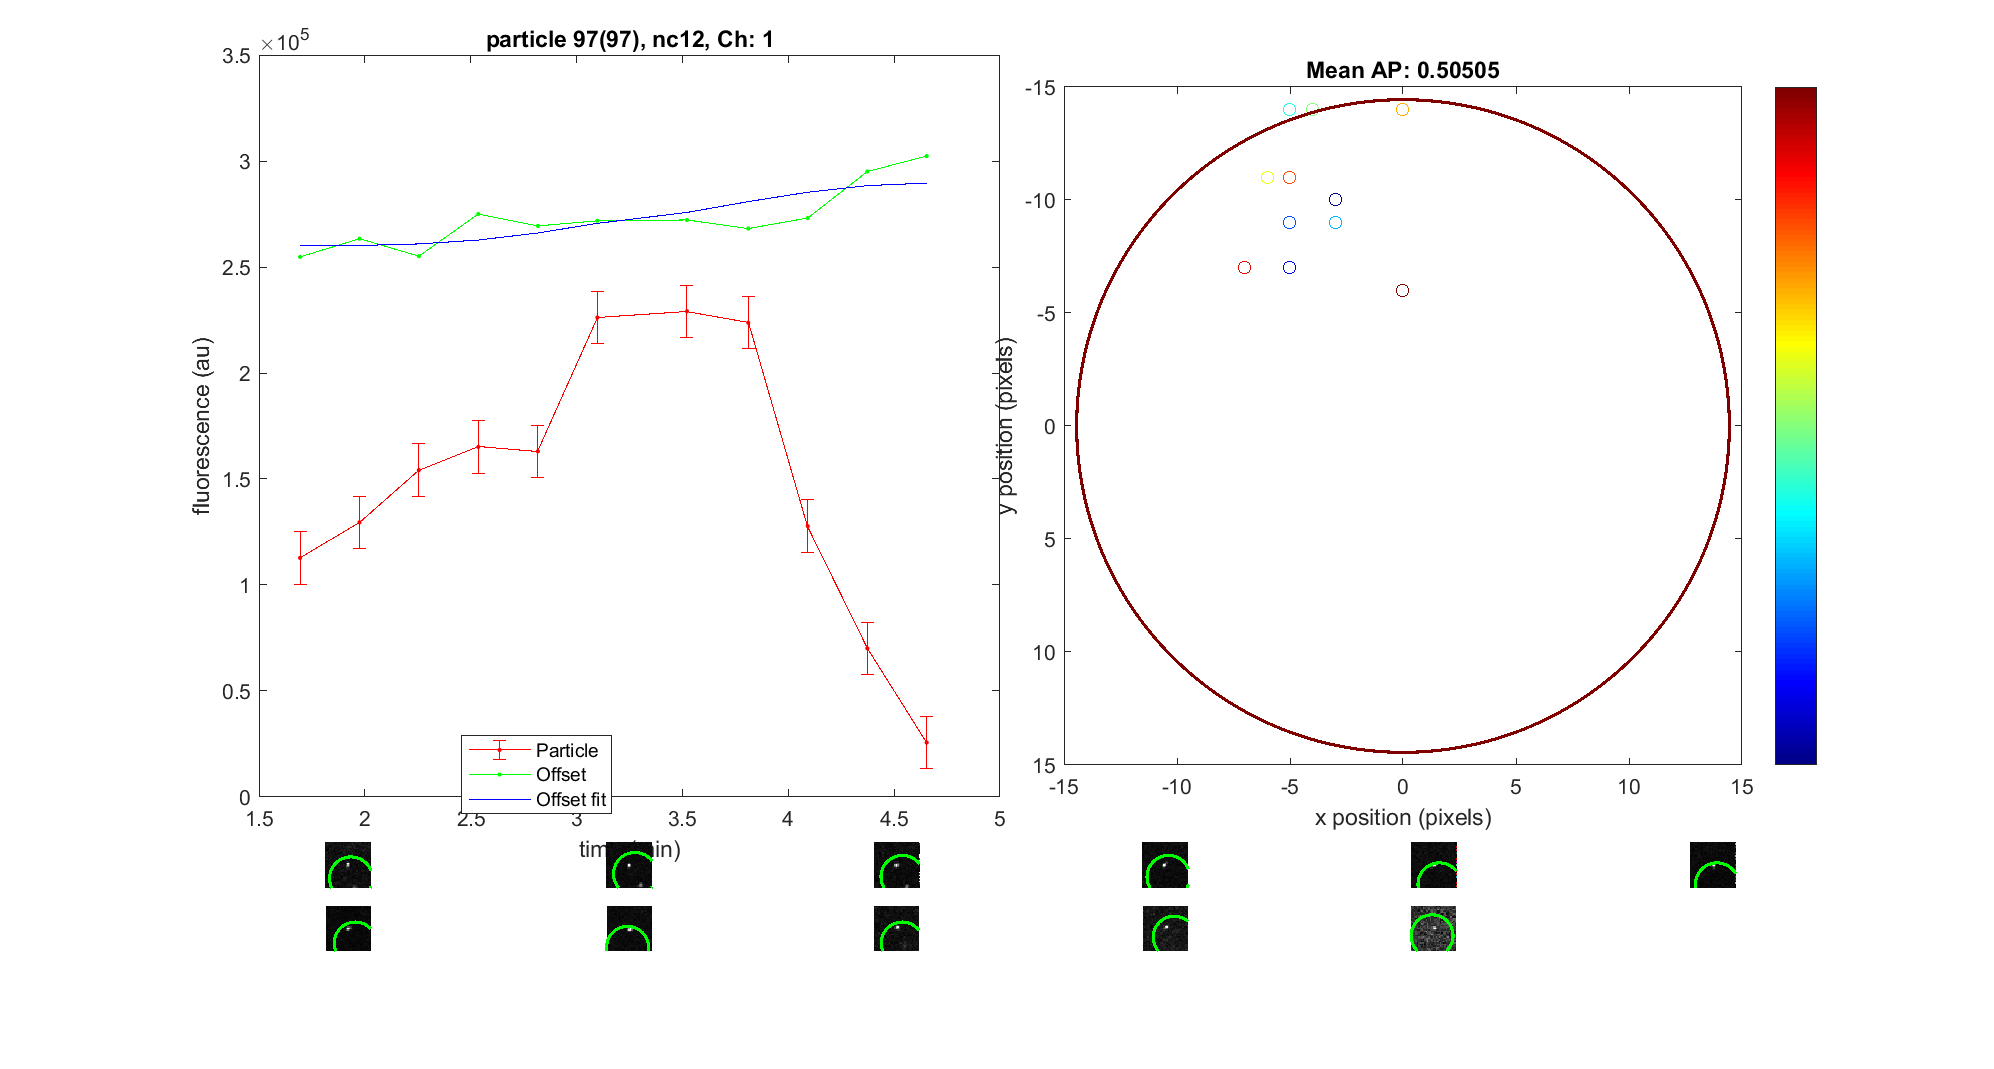 particle 97(97), nc12, Ch: 1
×10^5
3.5
3
2.5
2
1.5
1
0.5
0
fluorescence (au)
Particle
Offset
Offset fit
1.5 2 2.5 3 3.5 4 4.5 5
Mean AP: 0.50505
-15
-10
-5
0
5
10
15
y position (pixels)
-15 -10 -5 0 5 10 15
x position (pixels)